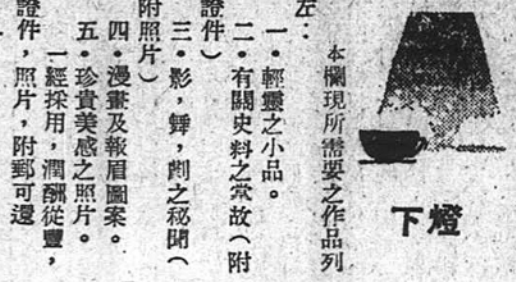 燈下
本欄現所需要之作品列
左：
一・輕靈之小品。
二・有關史料之掌故（附
證件）
三・影，舞，劇之秘聞（
附照片）
四・漫畫及報眉圖案。
五・珍貴美感之照片。
一經採用，潤酬從豐，
證件，照片，附郵可還